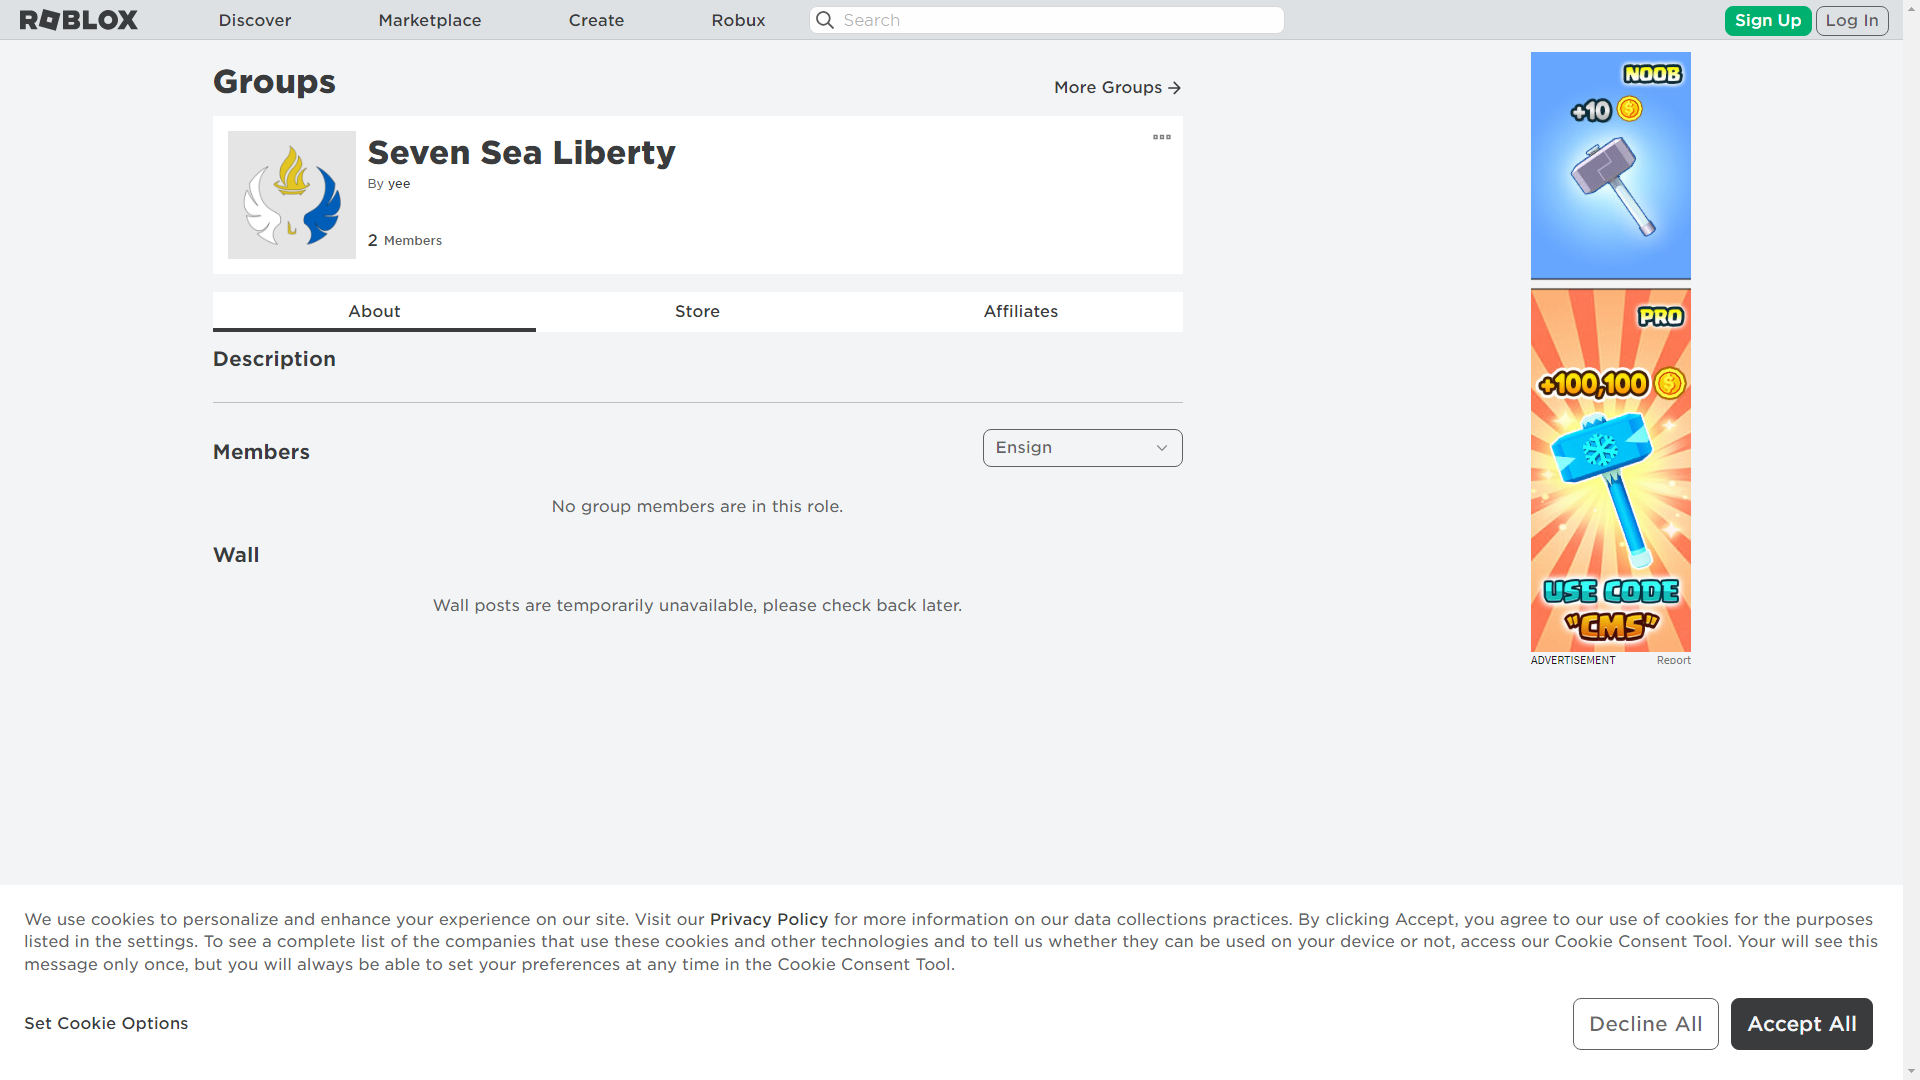 ROBLOX
Discover
Marketplace
Create
Robux
Search
Sign Up
Log In
Groups
More Groups
Seven Sea Liberty
By yee
2 Members
About
Store
Affiliates
Description
Members
Ensign
No group members are in this role.
Wall
Wall posts are temporarily unavailable, please check back later.
NOOB
+10
PRO
+100,100
USE CODE
"CMS"
ADVERTISEMENT
Report
We use cookies to personalize and enhance your experience on our site. Visit our Privacy Policy for more information on our data collections practices. By clicking Accept, you agree to our use of cookies for the purposes
listed in the settings. To see a complete list of the companies that use these cookies and other technologies and to tell us whether they can be used on your device or not, access our Cookie Consent Tool. Your will see this
message only once, but you will always be able to set your preferences at any time in the Cookie Consent Tool.
Set Cookie Options
Decline All
Accept All